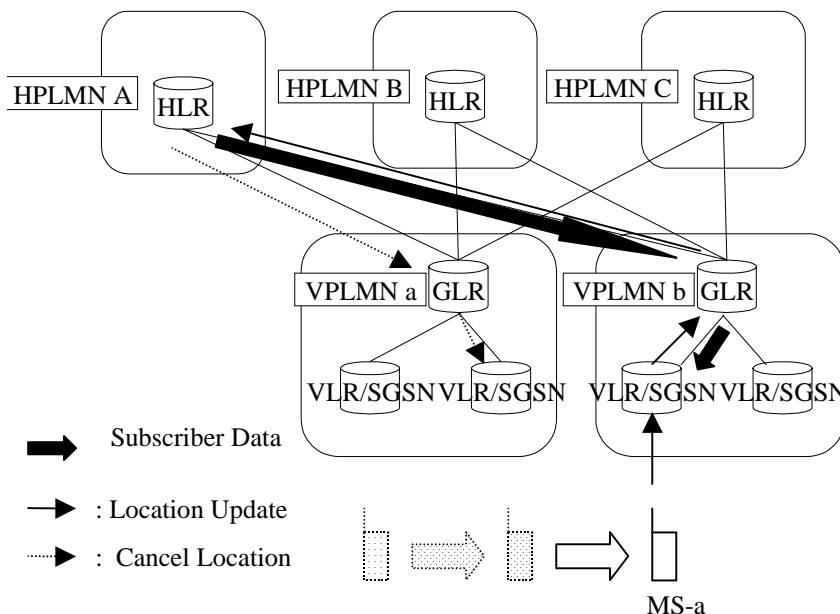 HPLMN A
HLR
HPLMN B
HLR
HPLMN C
HLR
VPLMN a
GLR
VPLMN b
GLR
VLR/SGSN
VLR/SGSN
VLR/SGSN
VLR/SGSN
Subscriber Data
: Location Update
: Cancel Location
MS-a